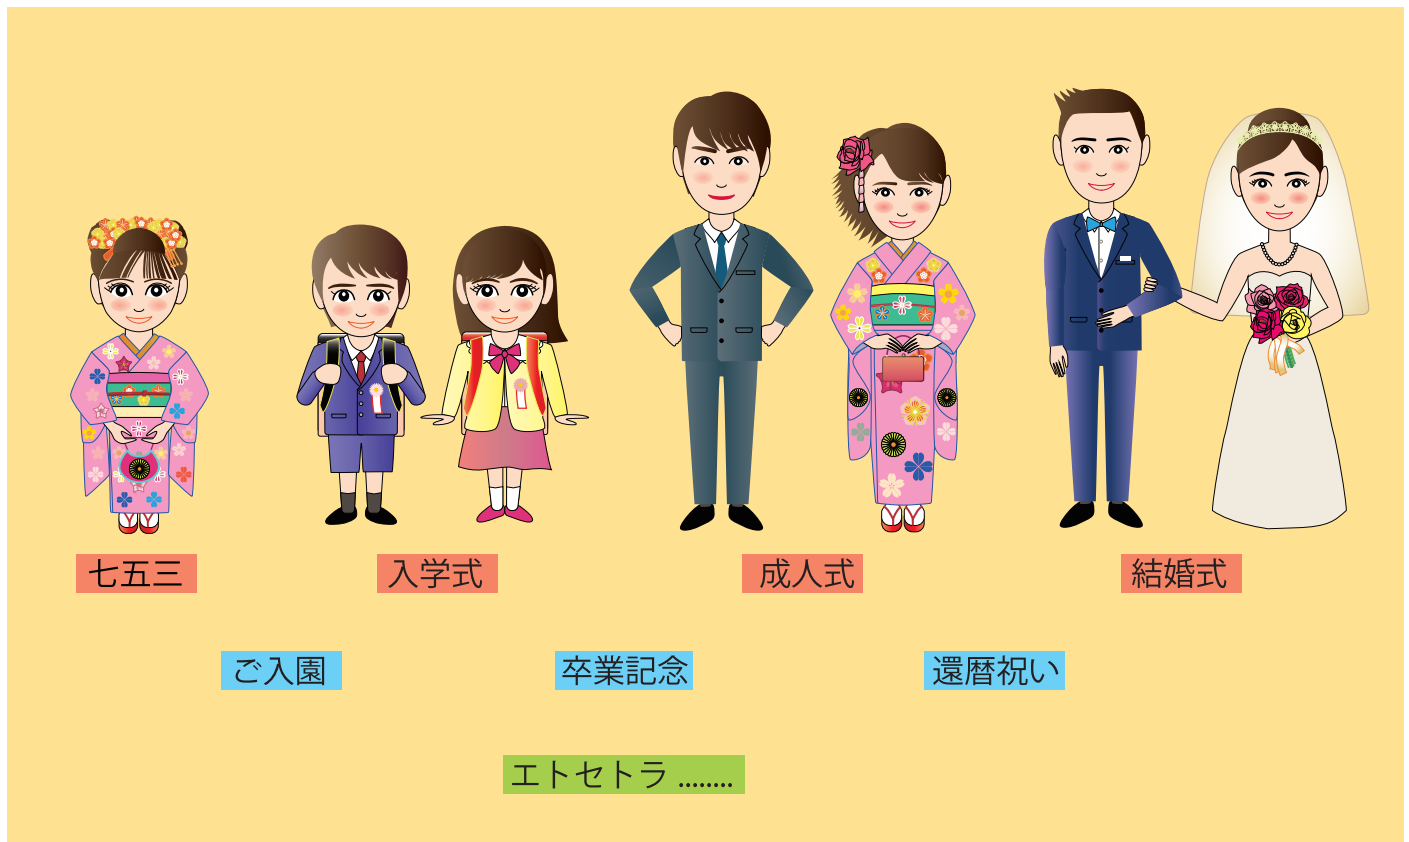 七五三
入学式
成人式
結婚式
ご入園
卒業記念
還暦祝い
エトセトラ ........